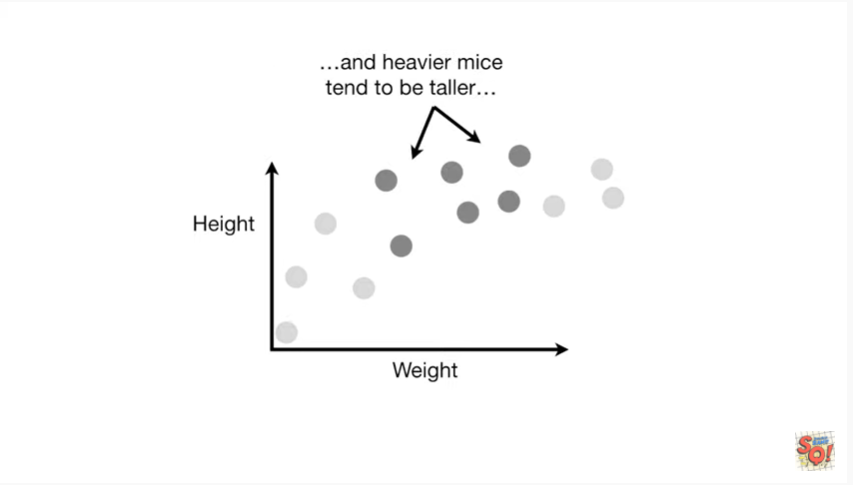 ...and heavier mice
tend to be taller...
Height
Weight